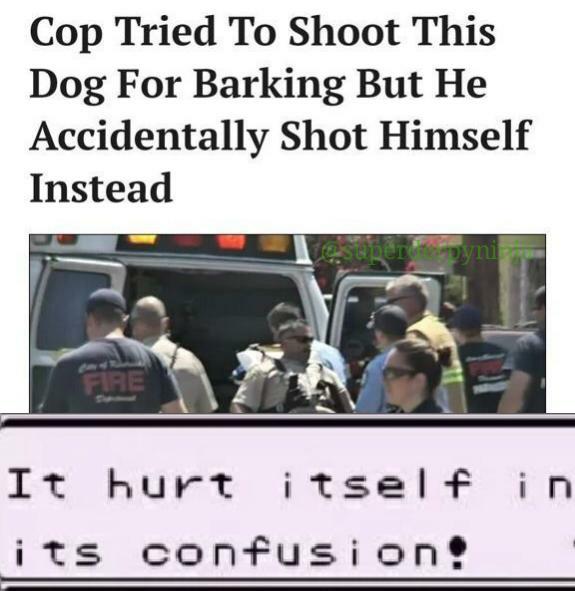 Cop Tried To Shoot This
Dog For Barking But He
Accidentally Shot Himself
Instead
FIRE
It hurt itself in
its confusion!